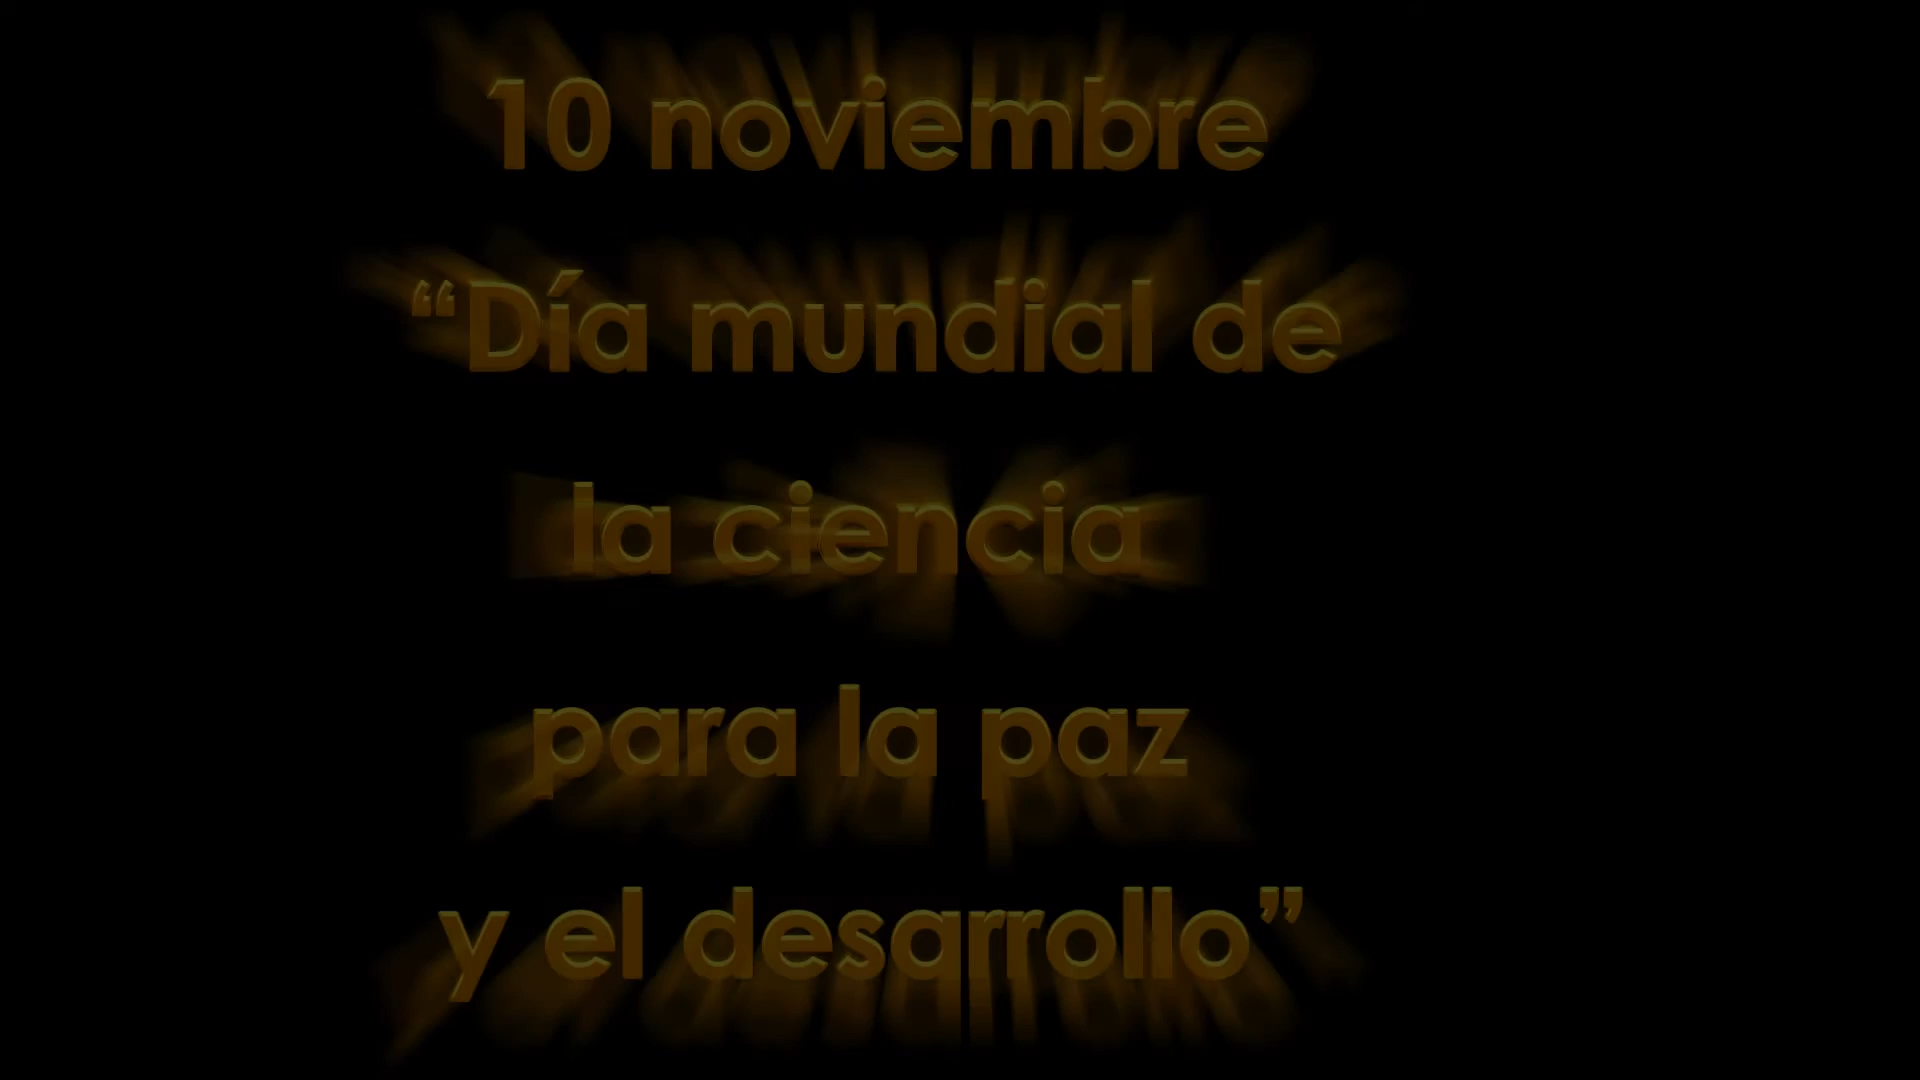 10 noviembre
“Día mundial de
la ciencia
para la paz
y el desarrollo”